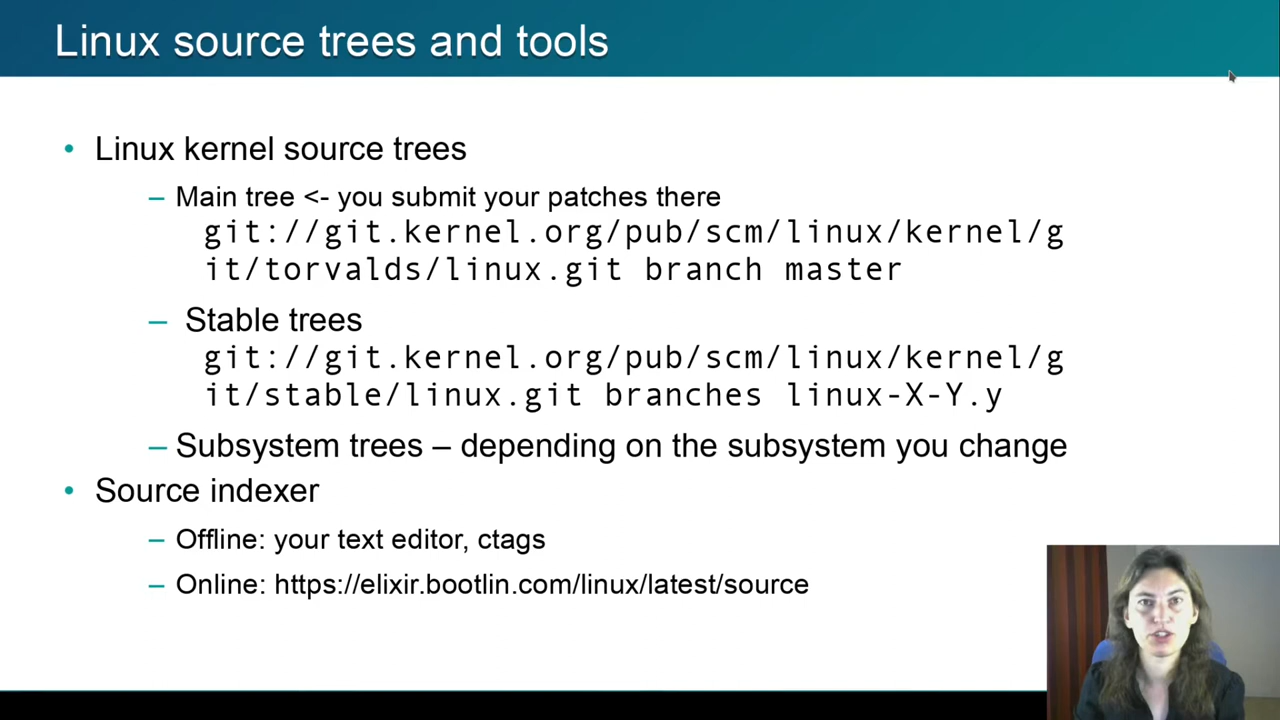 Linux source trees and tools
• Linux kernel source trees
– Main tree <- you submit your patches there
git://git.kernel.org/pub/scm/linux/kernel/g
it/torvalds/linux.git branch master
– Stable trees
git://git.kernel.org/pub/scm/linux/kernel/g
it/stable/linux.git branches linux-X-Y.y
– Subsystem trees – depending on the subsystem you change
• Source indexer
– Offline: your text editor, ctags
– Online: https://elixir.bootlin.com/linux/latest/source